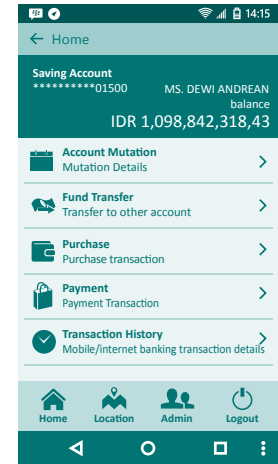 14:15
Home
Saving Account
**********01500
MS. DEWI ANDREAN
balance
IDR 1,098,842,318,43
Account Mutation
Mutation Details
Fund Transfer
Transfer to other account
Purchase
Purchase transaction
Payment
Payment Transaction
Transaction History
Mobile/internet banking transaction details
Home Location Admin Logout